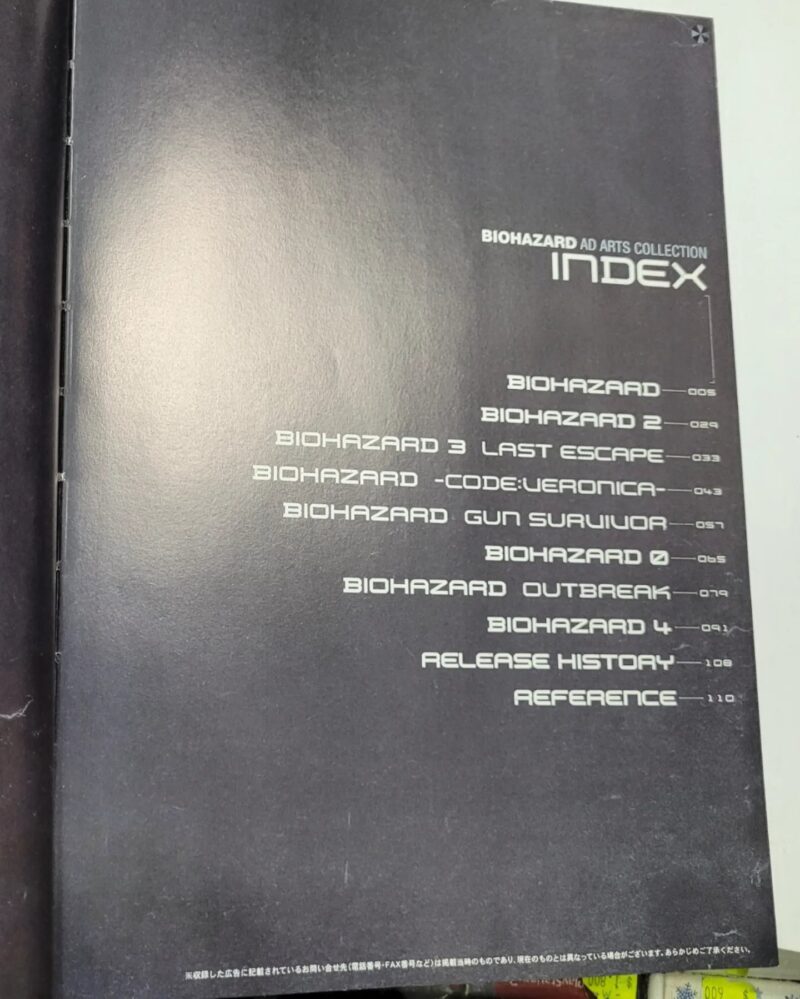 BIOHAZARD AD ARTS COLLECTION
INDEX
BIOHAZARD 005
BIOHAZARD 2 029
BIOHAZARD 3 LAST ESCAPE 033
BIOHAZARD -CODE:VERONICA- 043
BIOHAZARD GUN SURVIVOR 057
BIOHAZARD 0 065
BIOHAZARD OUTBREAK 079
BIOHAZARD 4 091
RELEASE HISTORY 108
REFERENCE 110
※収録した広告に記載されているお問い合せ先(電話番号・FAX番号など)は掲載当時のものであり、現在のものとは異なっている場合がございます。あらかじめご了承ください。
PlayStation